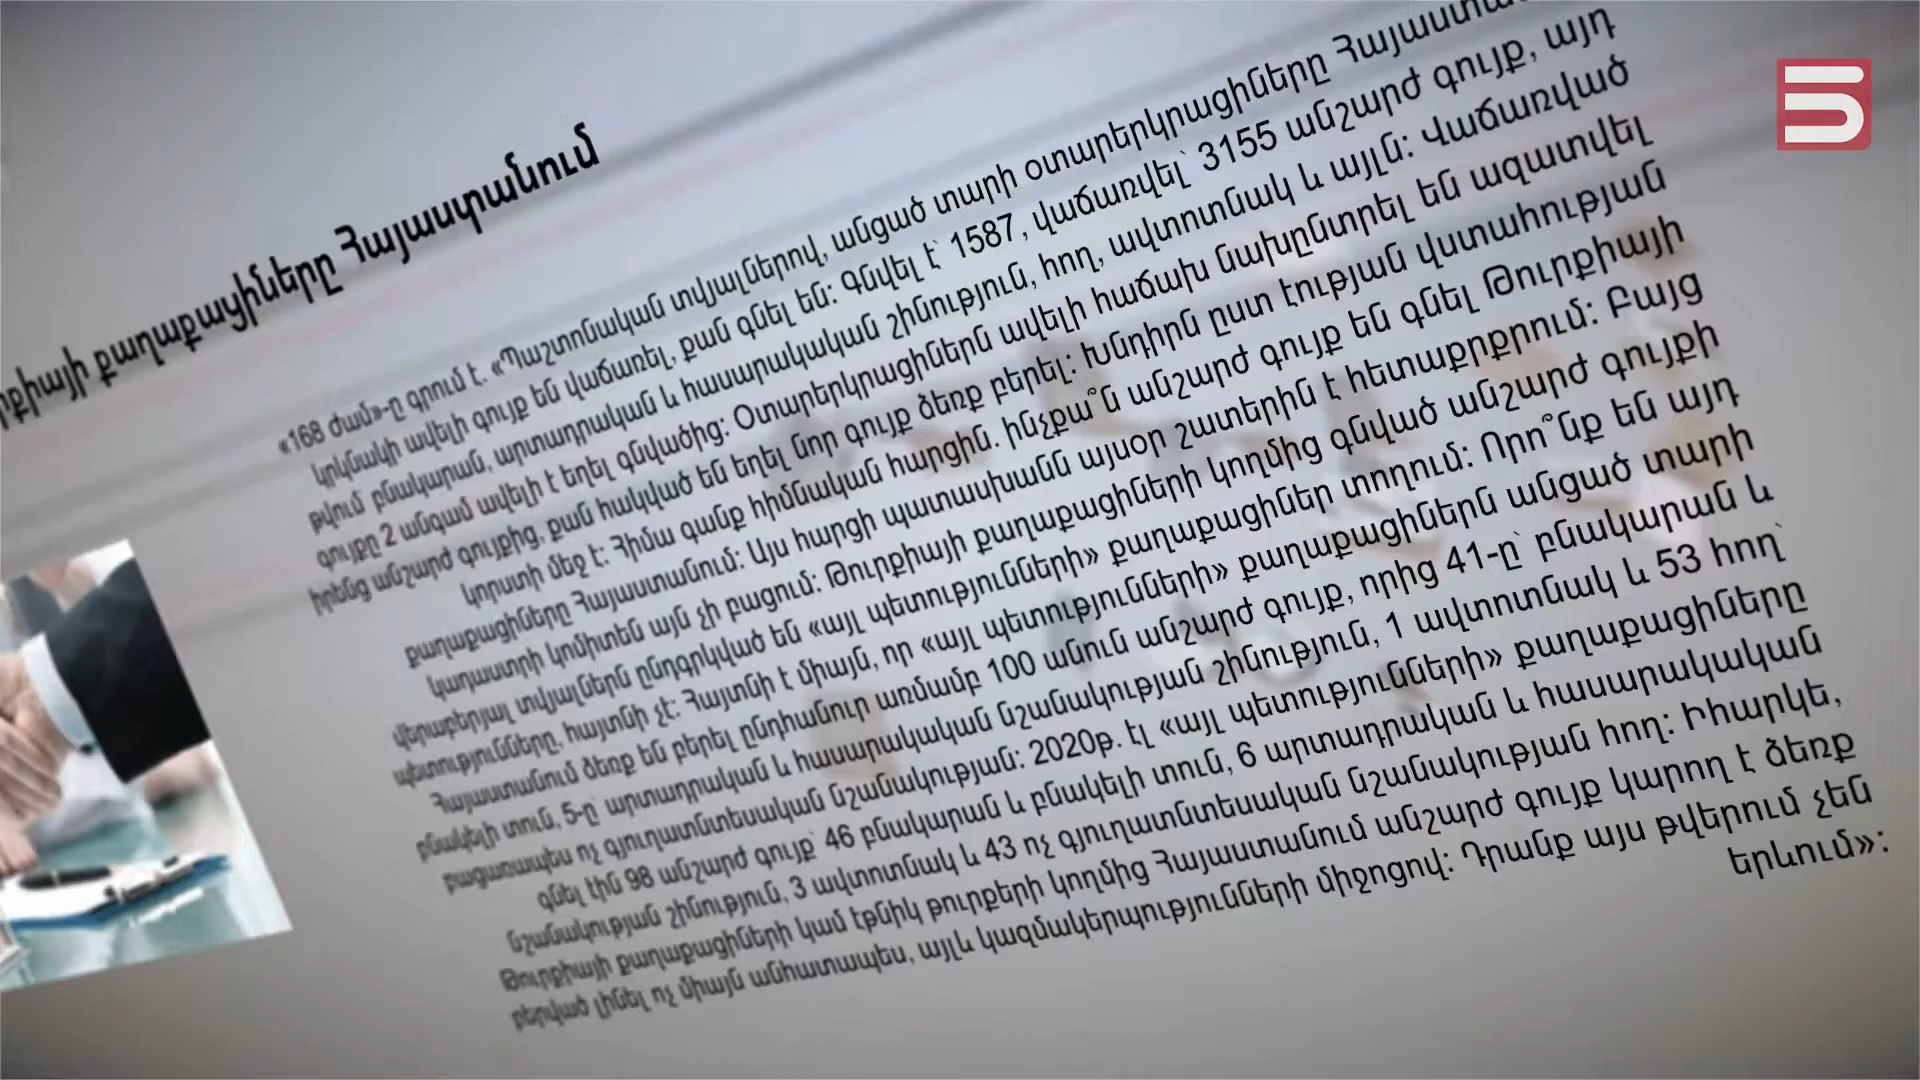 րքիայի քաղաքացիները Հայաստանում
«168 ժամ»-ը գրում է. «Պաշտոնական տվյալներով, անցած տարի օտարերկրացիները Հայաստա
կրկնակի ավելի գույք են վաճառել, քան գնել են: Գնվել է՝ 1587, վաճառվել՝ 3155 անշարժ գույք, այդ
թվում՝ բնակարան, արտադրական և հասարակական շինություն, հող, ավտոտնակ և այլն: Վաճառված
գույքը 2 անգամ ավելի է եղել գնվածից: Օտարերկրացիներն ավելի հաճախ նախընտրել են ազատվել
իրենց անշարժ գույքից, քան հակված են եղել նոր գույք ձեռք բերել: Խնդիրն ըստ էության վստահության
կորստի մեջ է: Հիմա գանք հիմնական հարցին. ինչքա՞ն անշարժ գույք են գնել Թուրքիայի
քաղաքացիները Հայաստանում: Այս հարցի պատասխանն այսօր շատերին է հետաքրքրում: Բայց
կադաստրի կոմիտեն այն չի բացում: Թուրքիայի քաղաքացիների կողմից գնված անշարժ գույքի
վերաբերյալ տվյալներն ընդգրկված են «այլ պետությունների» քաղաքացիներ տողում: Որո՞նք են այդ
պետությունները, հայտնի չէ: Հայտնի է միայն, որ «այլ պետությունների» քաղաքացիներն անցած տարի
Հայաստանում ձեռք են բերել ընդհանուր առմամբ 100 անուն անշարժ գույք, որից 41-ը՝ բնակարան և
բնակելի տուն, 5-ը՝ արտադրական և հասարակական նշանակության շինություն, 1 ավտոտնակ և 53 հող՝
բացառապես ոչ գյուղատնտեսական նշանակության: 2020թ. էլ «այլ պետությունների» քաղաքացիները
գնել էին 98 անշարժ գույք՝ 46 բնակարան և բնակելի տուն, 6 արտադրական և հասարակական
նշանակության շինություն, 3 ավտոտնակ և 43 ոչ գյուղատնտեսական նշանակության հող: Իհարկե,
Թուրքիայի քաղաքացիների կամ էթնիկ թուրքերի կողմից Հայաստանում անշարժ գույք կարող է ձեռք
բերված լինել ոչ միայն անհատապես, այլև կազմակերպությունների միջոցով: Դրանք այս թվերում չեն
երևում»: